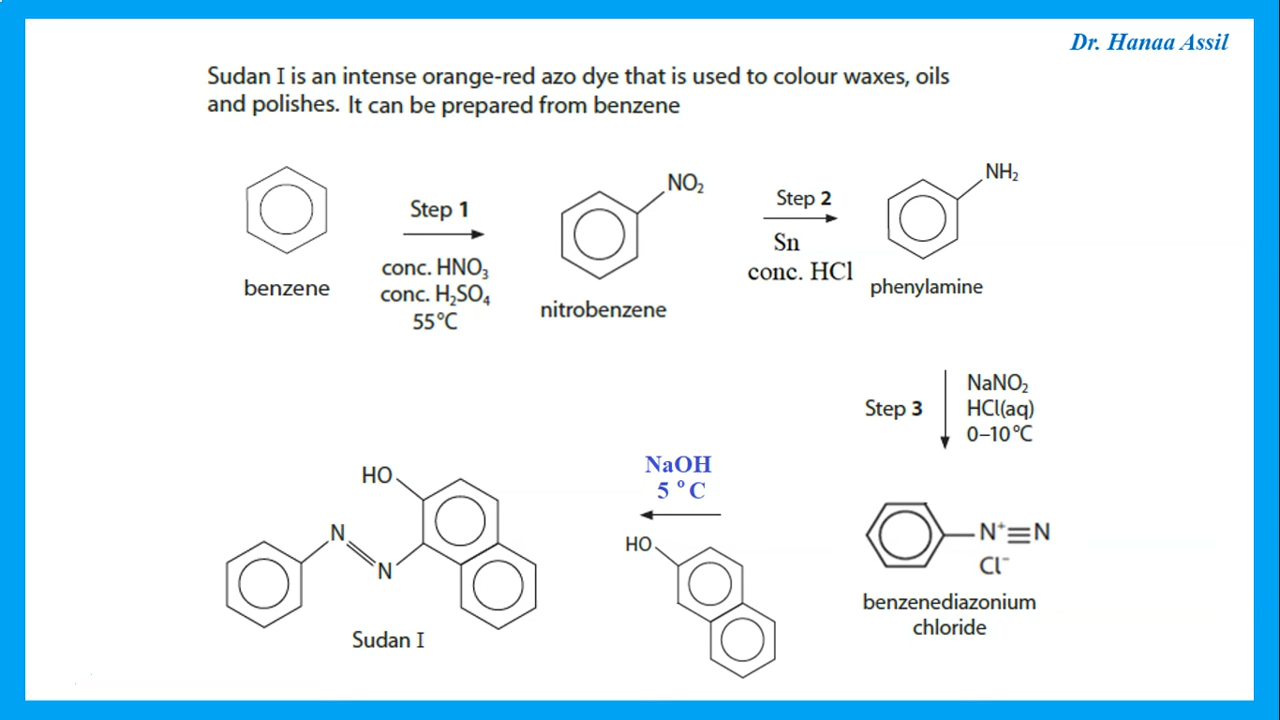 Dr. Hanaa Assil
Sudan I is an intense orange-red azo dye that is used to colour waxes, oils
and polishes. It can be prepared from benzene
benzene
Step 1
conc. HNO₃
conc. H₂SO₄
55°C
NO₂
nitrobenzene
Step 2
Sn
conc. HCl
NH₂
phenylamine
Step 3
NaNO₂
HCl(aq)
0–10°C
N⁺≡N
Cl⁻
benzenediazonium
chloride
NaOH
5 °C
HO
HO
N
N
Sudan I